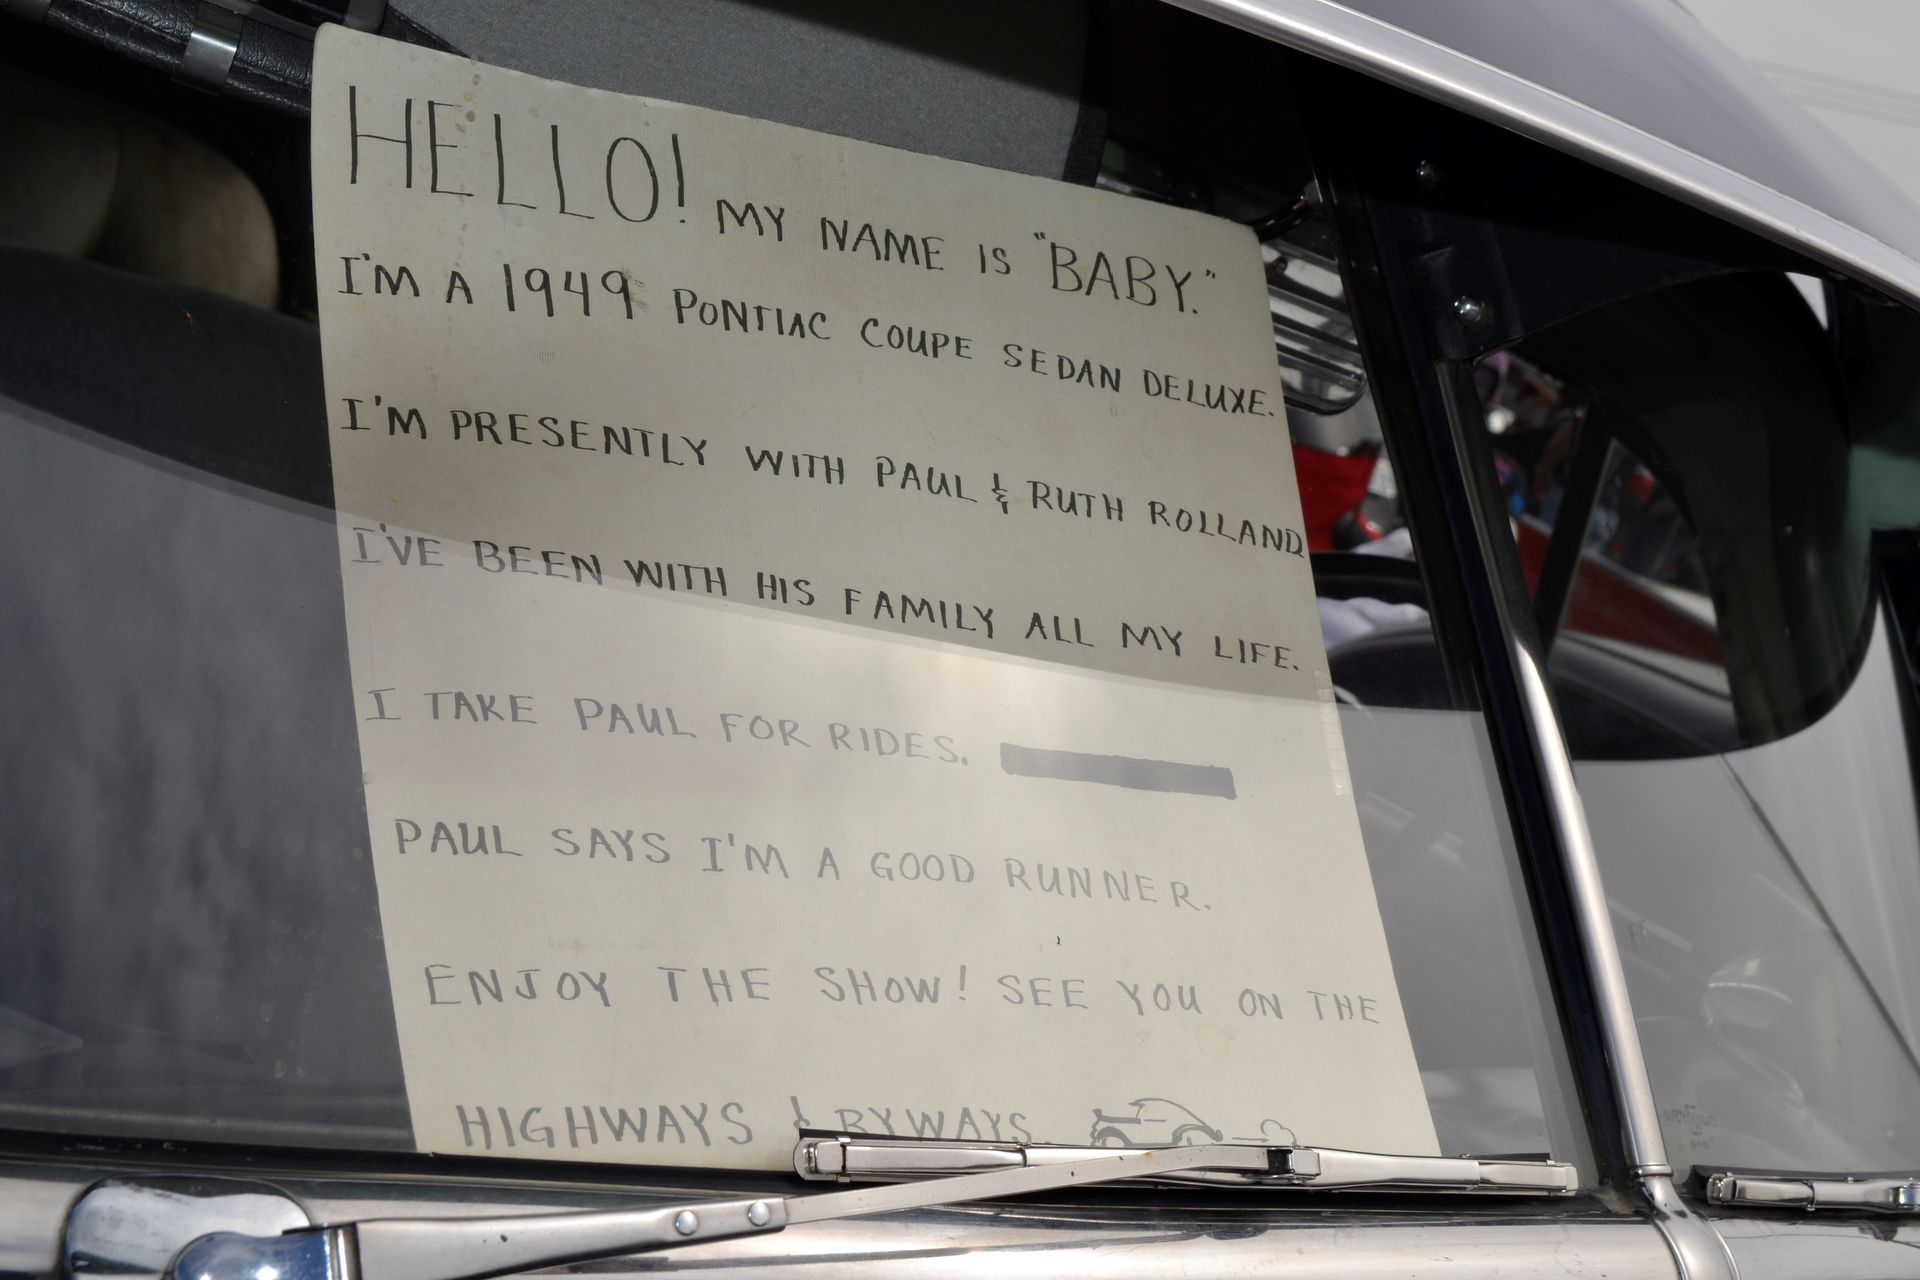 HELLO! MY NAME IS "BABY."
I'M A 1949 PONTIAC COUPE SEDAN DELUXE.
I'M PRESENTLY WITH PAUL & RUTH ROLLAND
I'VE BEEN WITH HIS FAMILY ALL MY LIFE.
I TAKE PAUL FOR RIDES.
PAUL SAYS I'M A GOOD RUNNER.
ENJOY THE SHOW! SEE YOU ON THE
HIGHWAYS & BYWAYS